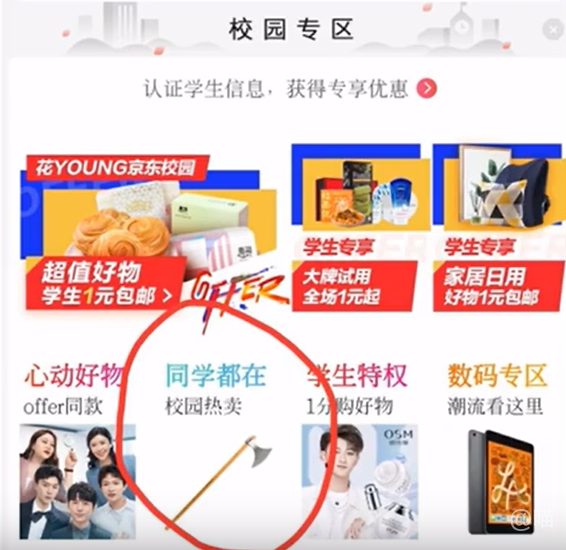 校园专区
认证学生信息，获得专享优惠
花YOUNG京东校园
超值好物
学生1元包邮 >
OFFER
学生专享
大牌试用
全场1元起
学生专享
家居日用
好物1元包邮
心动好物
offer同款
同学都在
校园热卖
学生特权
1分购好物
OSM
数码专区
潮流看这里